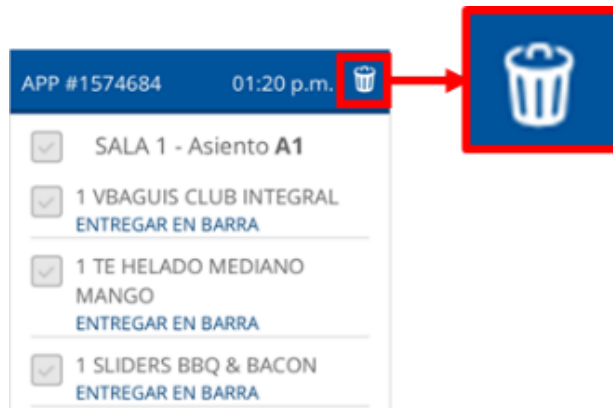 APP #1574684 01:20 p.m.
SALA 1 - Asiento A1
1 VBAGUIS CLUB INTEGRAL
ENTREGAR EN BARRA
1 TE HELADO MEDIANO
MANGO
ENTREGAR EN BARRA
1 SLIDERS BBQ & BACON
ENTREGAR EN BARRA